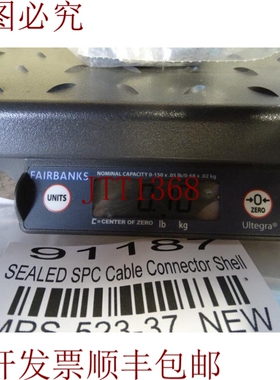 图必究
FAIRBANKS
NOMINAL CAPACITY 0-150 x .05 lb/0-68 x .02 kg
UNITS
JTT1368
→0←
ZERO
C=CENTER OF ZERO
lb kg
Ultegra®
91187
SEALED SPC Cable Connector Shell
MPS-523-37 NEW
开发票顺丰包邮